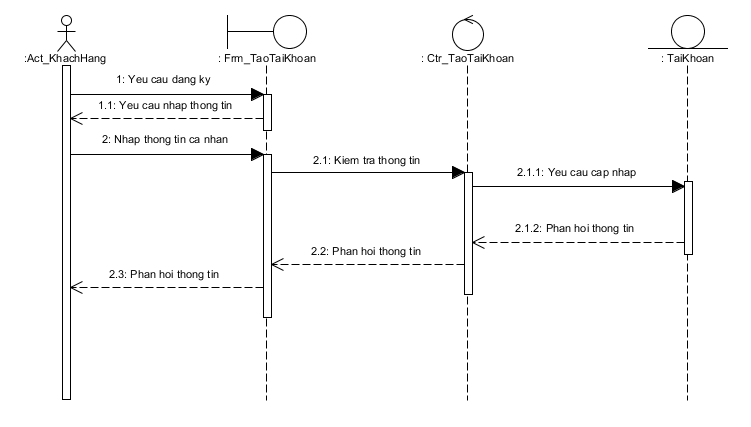 :Act_KhachHang
: Frm_TaoTaiKhoan
: Ctr_TaoTaiKhoan
: TaiKhoan
1: Yeu cau dang ky
1.1: Yeu cau nhap thong tin
2: Nhap thong tin ca nhan
2.1: Kiem tra thong tin
2.1.1: Yeu cau cap nhap
2.1.2: Phan hoi thong tin
2.2: Phan hoi thong tin
2.3: Phan hoi thong tin